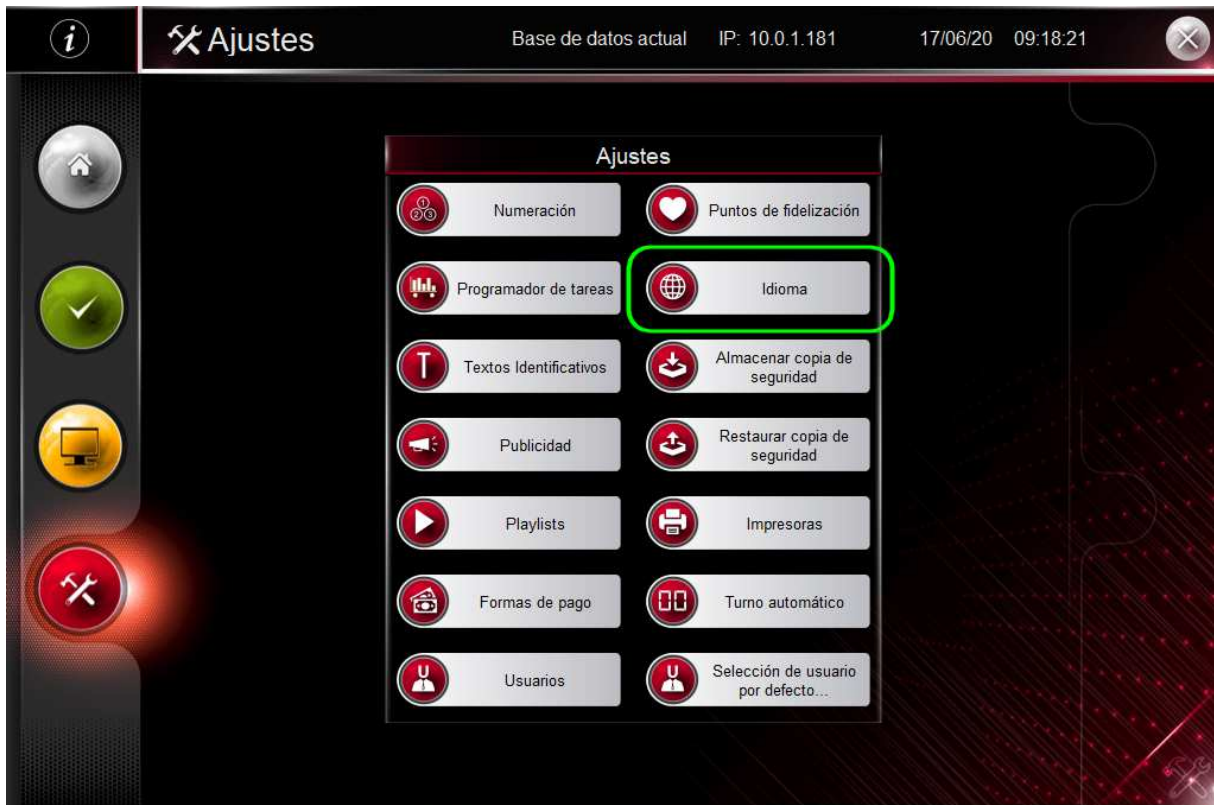 i
Ajustes
Base de datos actual IP: 10.0.1.181 17/06/20 09:18:21
Ajustes
Numeración
Puntos de fidelización
Programador de tareas
Idioma
T
Textos Identificativos
Almacenar copia de
seguridad
Publicidad
Restaurar copia de
seguridad
Playlists
Impresoras
Formas de pago
Turno automático
Usuarios
Selección de usuario
por defecto...